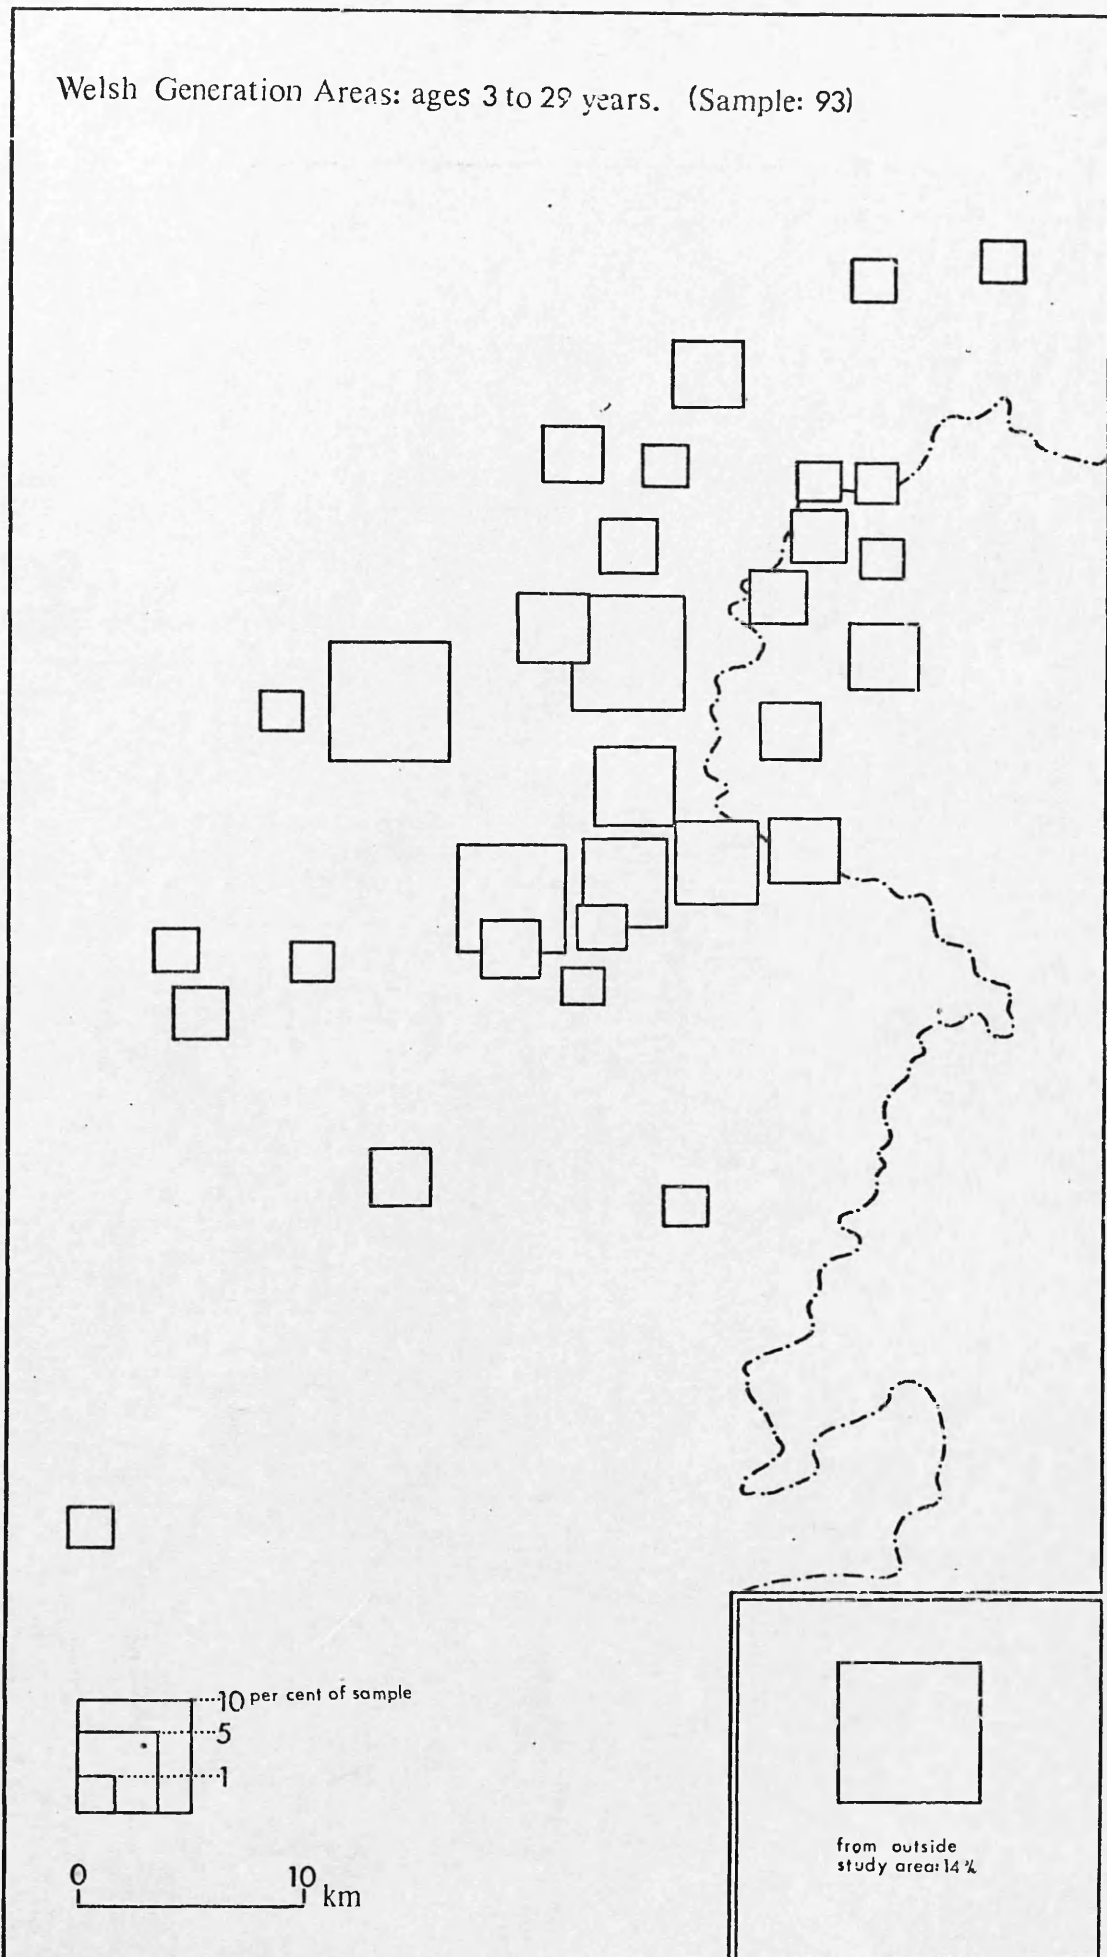 Welsh Generation Areas: ages 3 to 29 years. (Sample: 93)
10 per cent of sample
5
1
0 10 km
from outside
study area: 14%